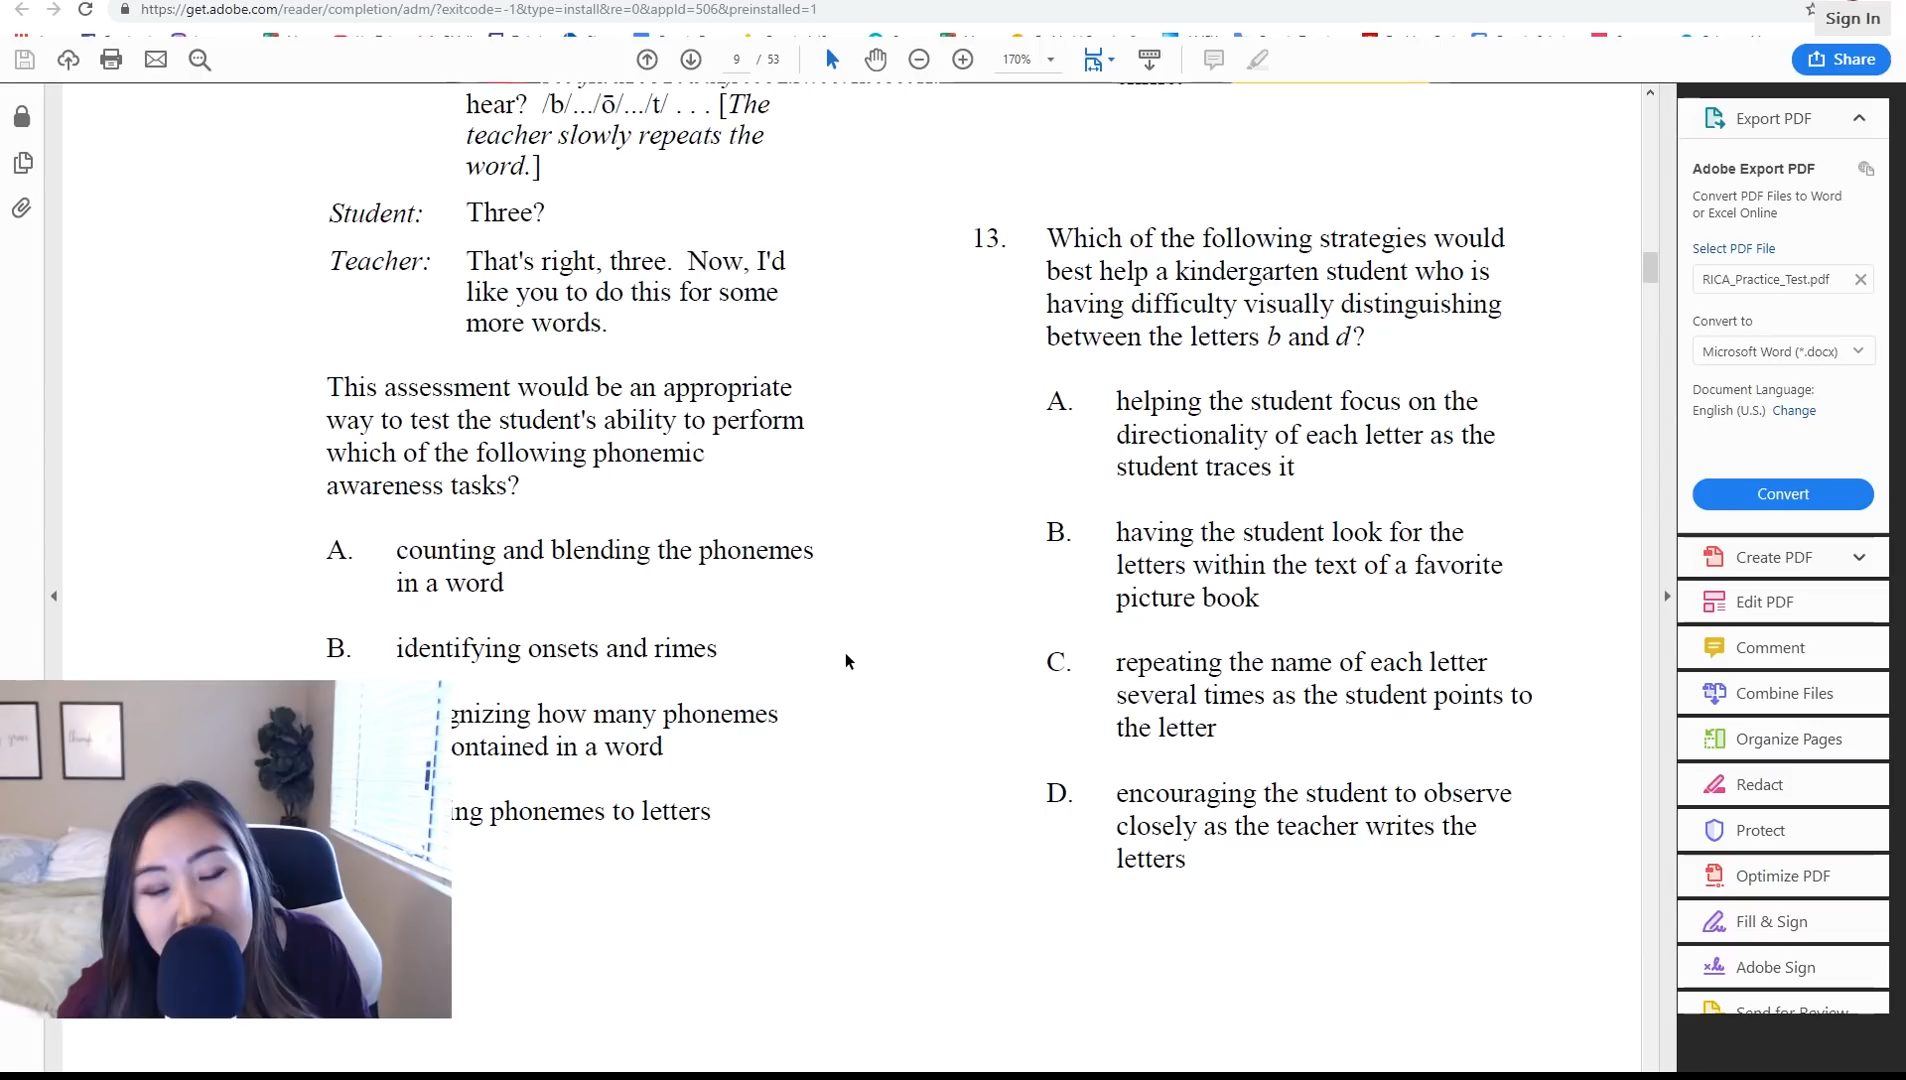 https://get.adobe.com/reader/completion/adm/?exitcode=-1&type=install&re=0&appId=506&preinstalled=1
Sign In
9 / 53
170%
Share
hear? /b/.../ō/.../t/ . . . [The
teacher slowly repeats the
word.]
Student: Three?
Teacher: That's right, three. Now, I'd
like you to do this for some
more words.
This assessment would be an appropriate
way to test the student's ability to perform
which of the following phonemic
awareness tasks?
A. counting and blending the phonemes
in a word
B. identifying onsets and rimes
gnizing how many phonemes
ontained in a word
ing phonemes to letters
13. Which of the following strategies would
best help a kindergarten student who is
having difficulty visually distinguishing
between the letters b and d?
A. helping the student focus on the
directionality of each letter as the
student traces it
B. having the student look for the
letters within the text of a favorite
picture book
C. repeating the name of each letter
several times as the student points to
the letter
D. encouraging the student to observe
closely as the teacher writes the
letters
Export PDF
Adobe Export PDF
Convert PDF Files to Word
or Excel Online
Select PDF File
RICA_Practice_Test.pdf
Convert to
Microsoft Word (*.docx)
Document Language:
English (U.S.) Change
Convert
Create PDF
Edit PDF
Comment
Combine Files
Organize Pages
Redact
Protect
Optimize PDF
Fill & Sign
Adobe Sign
Send for Review